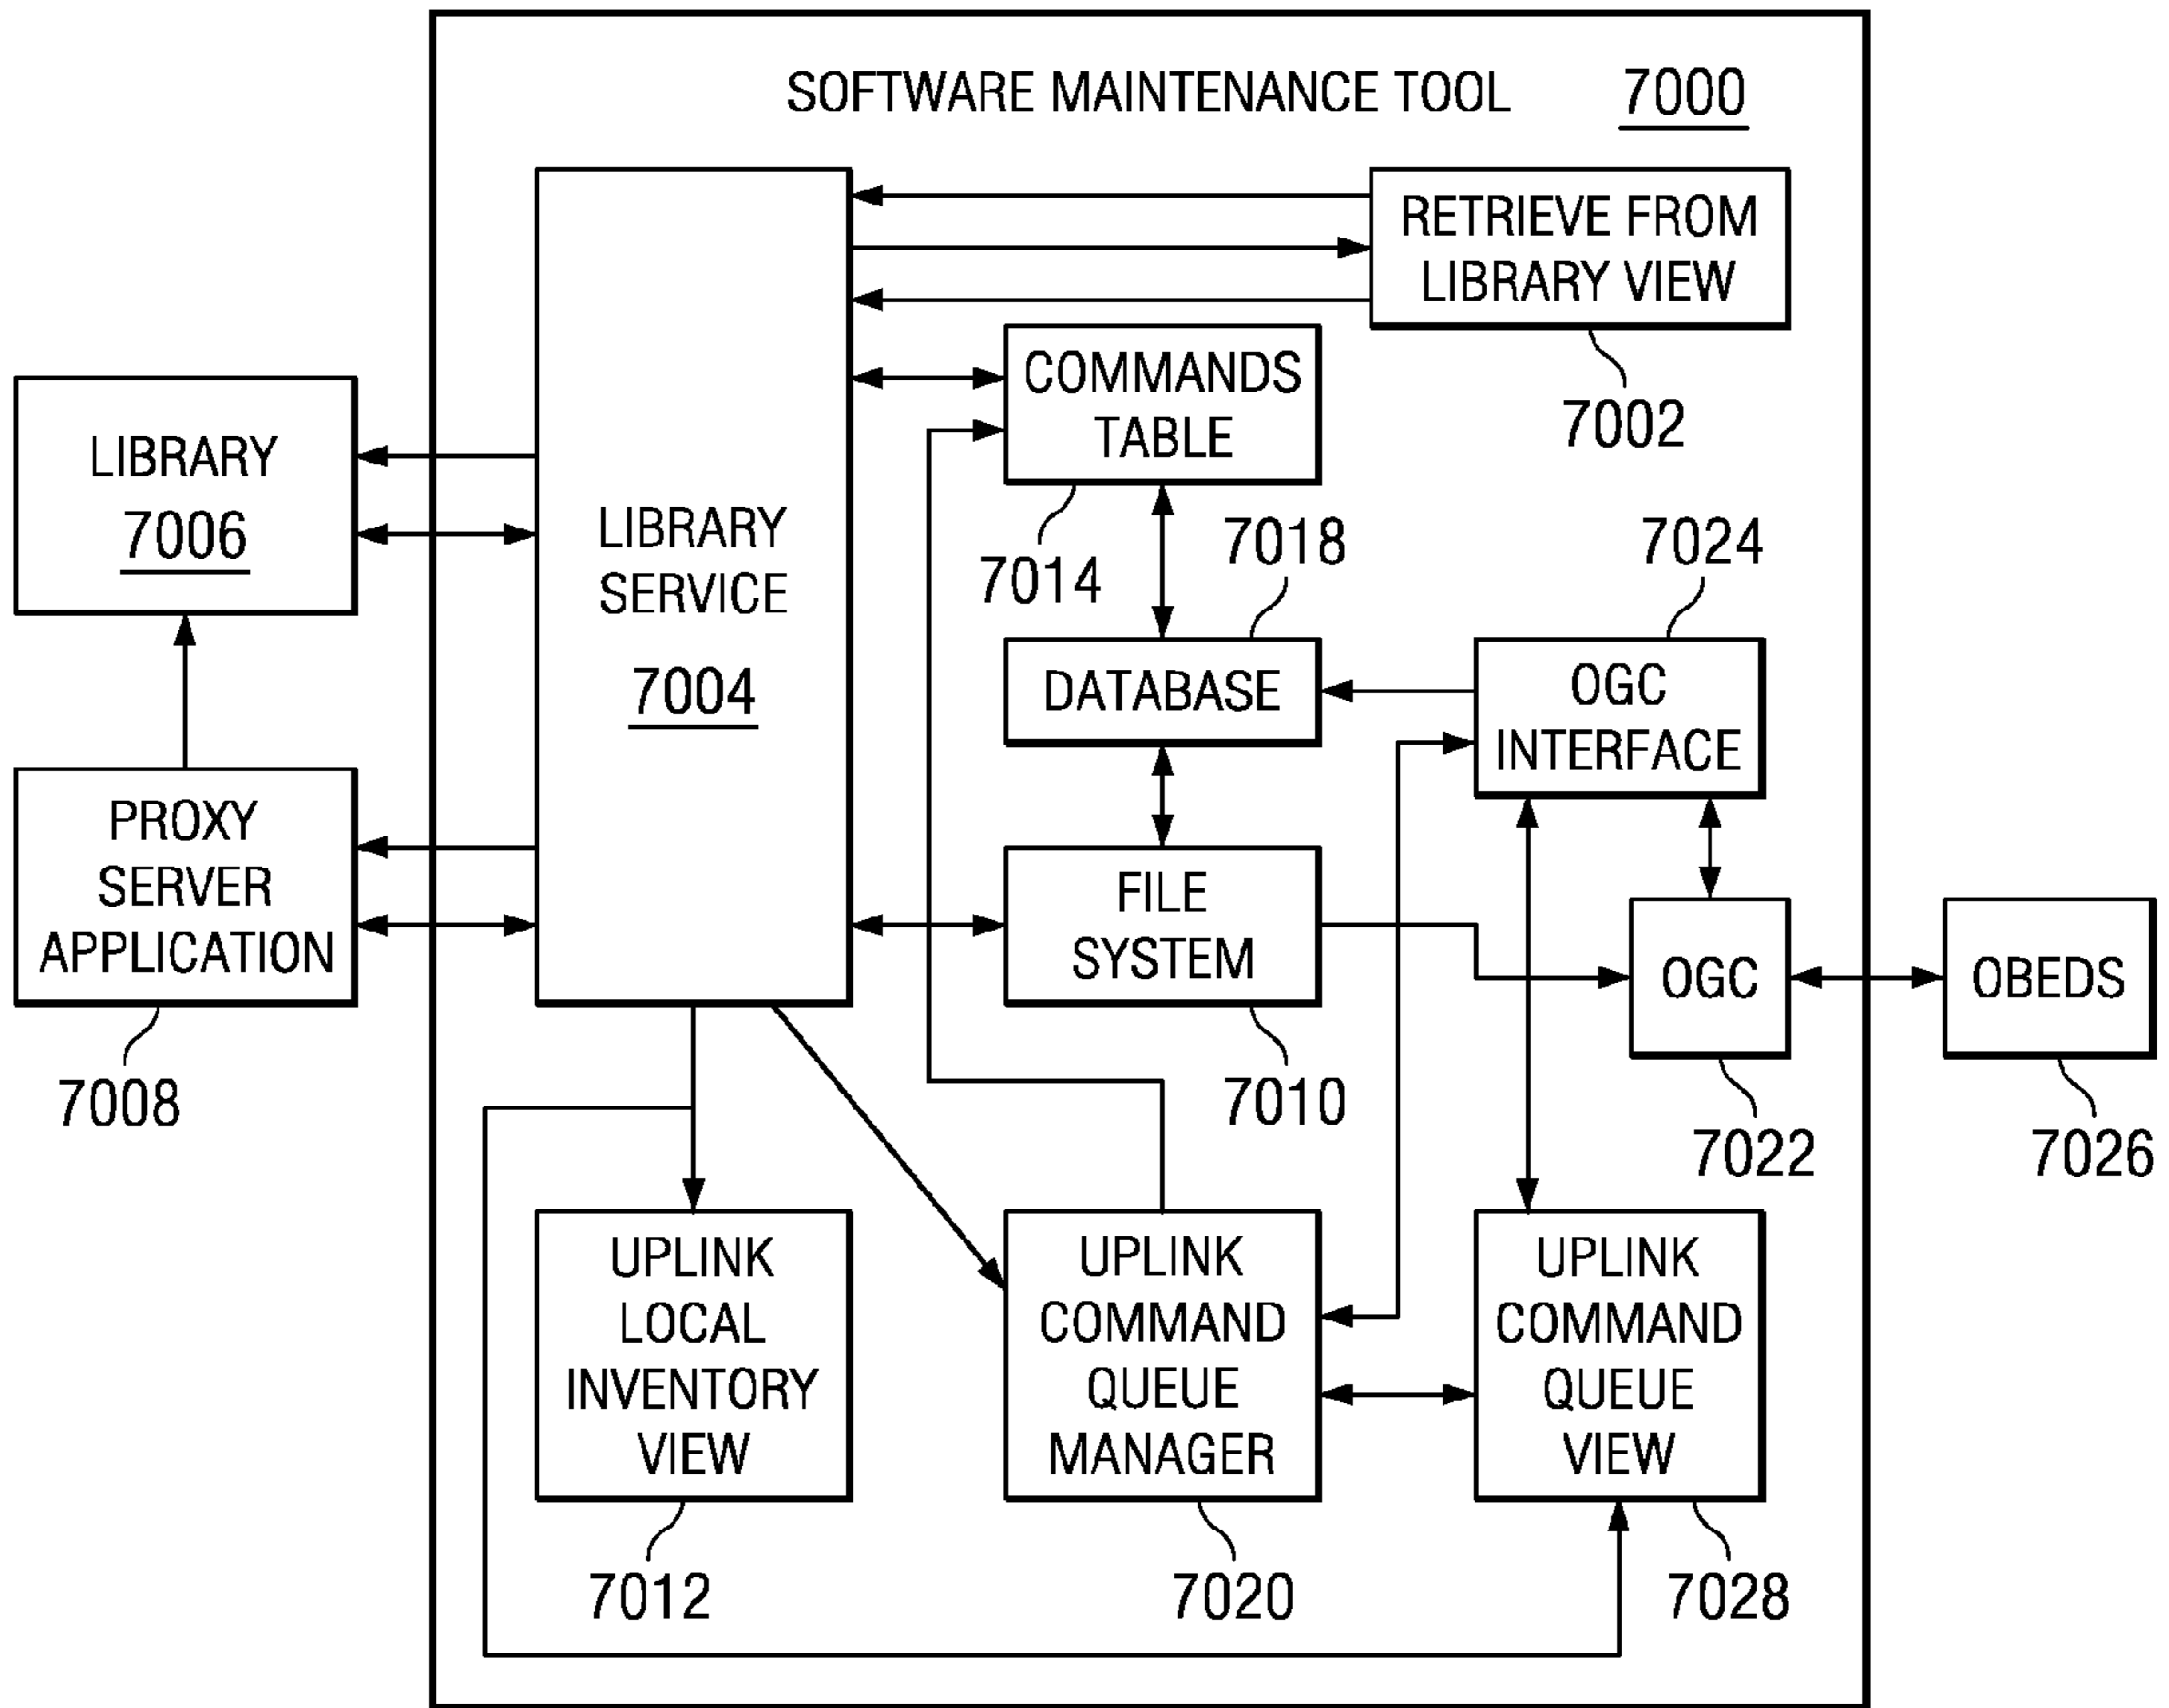 SOFTWARE MAINTENANCE TOOL 7000
RETRIEVE FROM
LIBRARY VIEW
7002
COMMANDS
TABLE
7014
LIBRARY
7006
LIBRARY
SERVICE
7004
7018
DATABASE
7024
OGC
INTERFACE
PROXY
SERVER
APPLICATION
7008
FILE
SYSTEM
7010
OGC
7022
OBEDS
7026
UPLINK
LOCAL
INVENTORY
VIEW
7012
UPLINK
COMMAND
QUEUE
MANAGER
7020
UPLINK
COMMAND
QUEUE
VIEW
7028